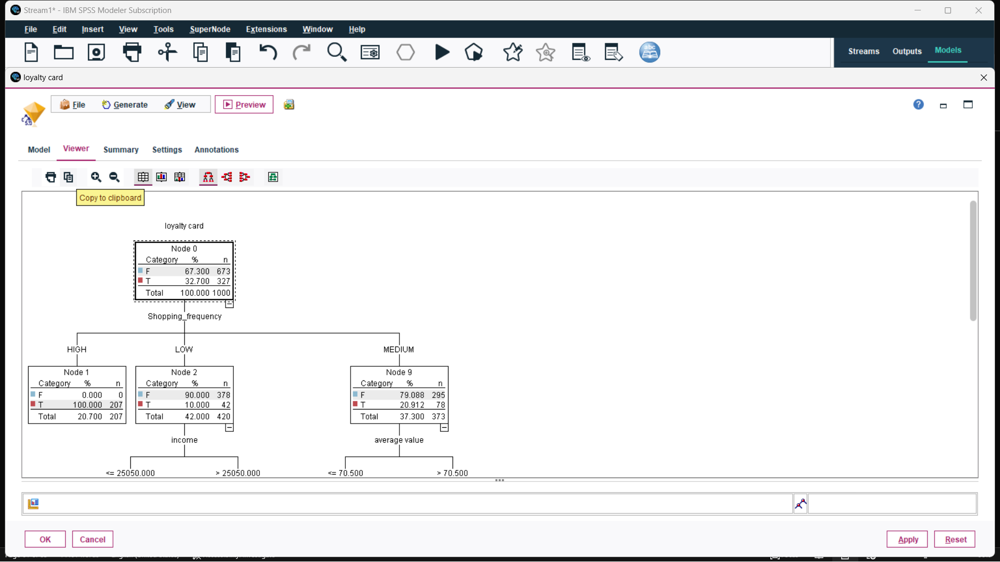 Stream1* - IBM SPSS Modeler Subscription
File Edit Insert View Tools SuperNode Extensions Window Help
abc
Streams Outputs Models
loyalty card
File Generate View Preview
?
C5.0
Model Viewer Summary Settings Annotations
Copy to clipboard
loyalty card
Node 0
Category % n
F 67.300 673
T 32.700 327
Total 100.000 1000
Shopping_frequency
HIGH LOW MEDIUM
Node 1
Category % n
F 0.000 0
T 100.000 207
Total 20.700 207
Node 2
Category % n
F 90.000 378
T 10.000 42
Total 42.000 420
Node 9
Category % n
F 79.088 295
T 20.912 78
Total 37.300 373
income
average value
<= 25050.000 > 25050.000 <= 70.500 > 70.500
OK Cancel Apply Reset